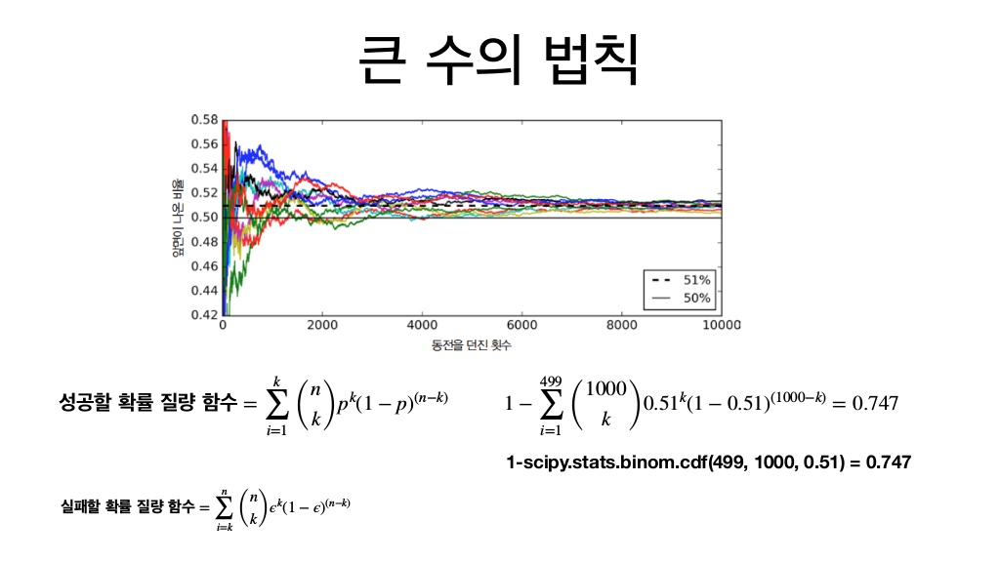 큰 수의 법칙
0.58
0.56
0.54
0.52
0.50
0.48
0.46
0.44
0.42
앞면이 나온 비율
51%
50%
0 2000 4000 6000 8000 10000
동전을 던진 횟수
성공할 확률 질량 함수 = \sum_{i=1}^{k} \binom{n}{k} p^k (1 − p)^{(n−k)}
1 − \sum_{i=1}^{499} \binom{1000}{k} 0.51^k (1 − 0.51)^{(1000−k)} = 0.747
1-scipy.stats.binom.cdf(499, 1000, 0.51) = 0.747
실패할 확률 질량 함수 = \sum_{i=k}^{n} \binom{n}{k} ϵ^k (1 − ϵ)^{(n−k)}